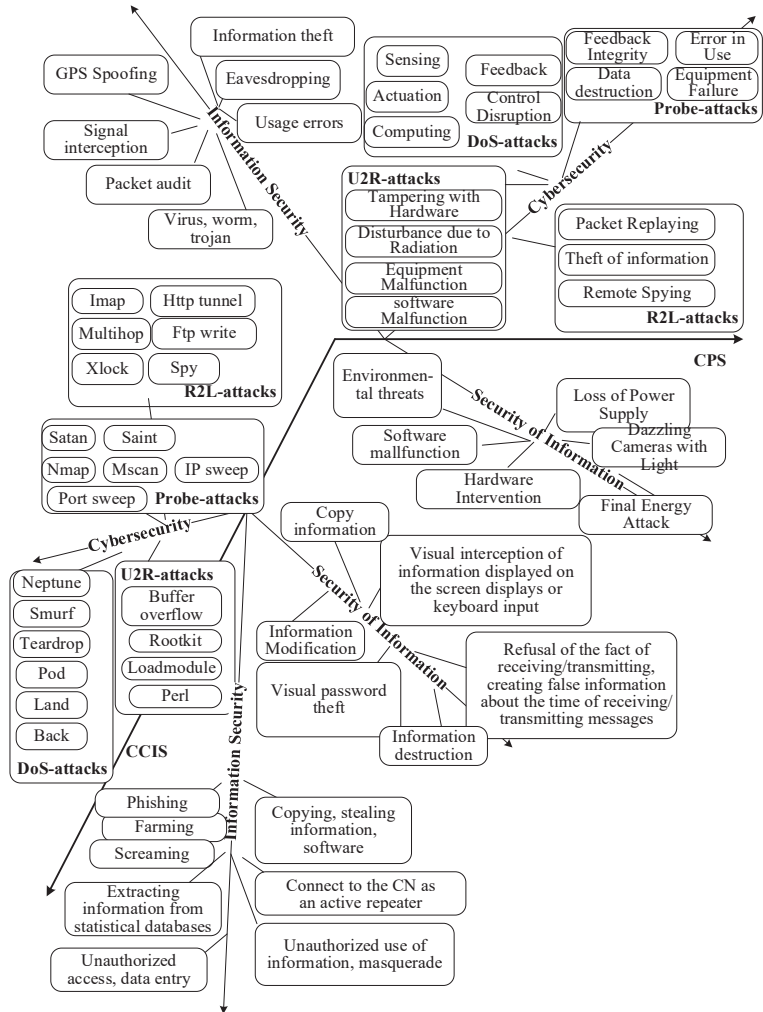 Information theft
GPS Spoofing
Eavesdropping
Usage errors
Signal
interception
Packet audit
Virus, worm,
trojan
Information Security
Sensing
Feedback
Actuation
Control
Disruption
Computing
DoS-attacks
Feedback
Integrity
Error in
Use
Data
destruction
Equipment
Failure
Probe-attacks
Cybersecurity
U2R-attacks
Tampering with
Hardware
Disturbance due to
Radiation
Equipment
Malfunction
software
Malfunction
Packet Replaying
Theft of information
Remote Spying
R2L-attacks
CPS
Imap
Http tunnel
Multihop
Ftp write
Xlock
Spy
R2L-attacks
Environmen-
tal threats
Security of Information
Loss of Power
Supply
Software
mallfunction
Dazzling
Cameras with
Light
Hardware
Intervention
Final Energy
Attack
Satan
Saint
Nmap
Mscan
IP sweep
Port sweep
Probe-attacks
Cybersecurity
Neptune
Smurf
Teardrop
Pod
Land
Back
DoS-attacks
U2R-attacks
Buffer
overflow
Rootkit
Loadmodule
Perl
CCIS
Copy
information
Visual interception of
information displayed on
the screen displays or
keyboard input
Security of Information
Information
Modification
Visual password
theft
Refusal of the fact of
receiving/transmitting,
creating false information
about the time of receiving/
transmitting messages
Information
destruction
Information Security
Phishing
Farming
Screaming
Extracting
information from
statistical databases
Unauthorized
access, data entry
Copying, stealing
information,
software
Connect to the CN as
an active repeater
Unauthorized use of
information, masquerade